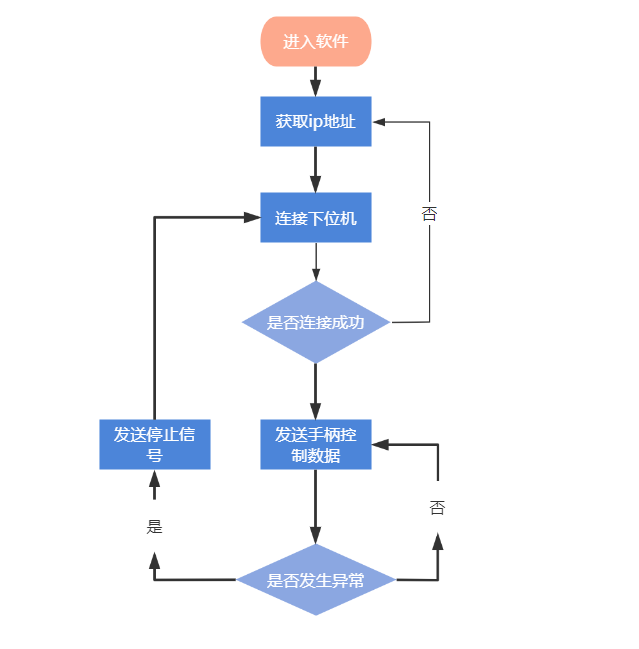 进入软件
获取ip地址
连接下位机
否
是否连接成功
发送停止信
号
发送手柄控
制数据
否
是
是否发生异常